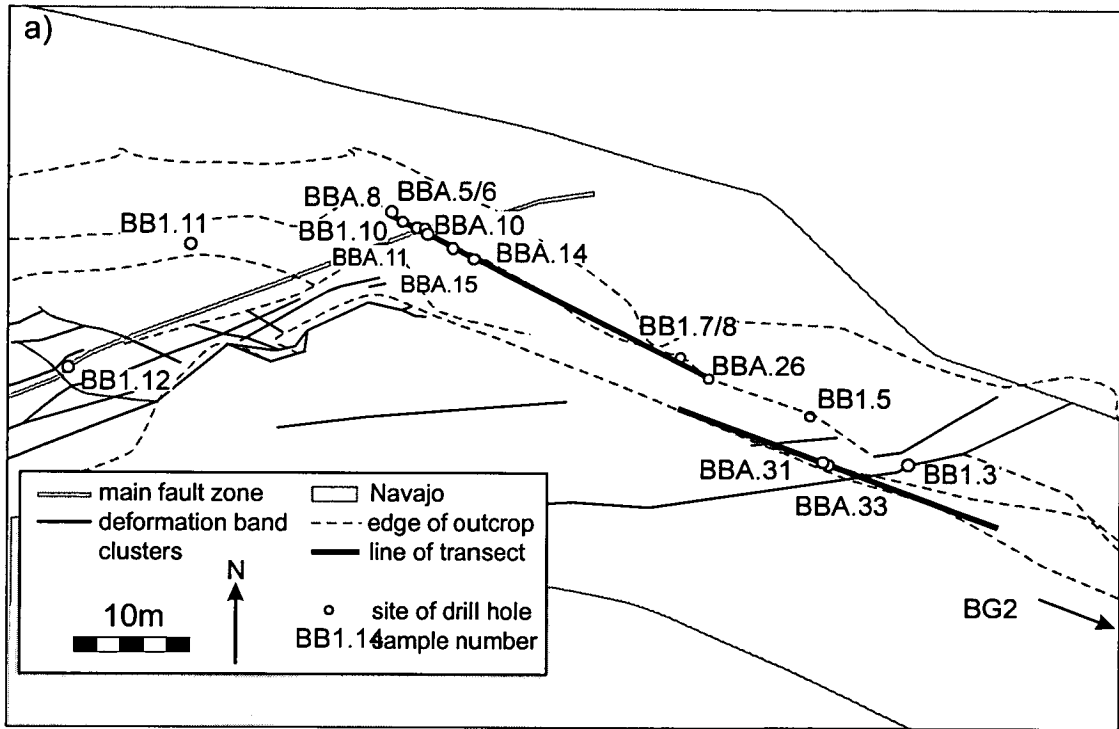 a)
BBA.5/6
BBA.8
BB1.11
BB1.10
BBA.10
BBA.11
BBÀ.14
BBA.15
BB1.7/8
BBA.26
BB1.12
BB1.5
BBA.31
BB1.3
BBA.33
BG2
main fault zone
Navajo
deformation band
clusters
edge of outcrop
line of transect
N
10m
site of drill hole
BB1.14 sample number